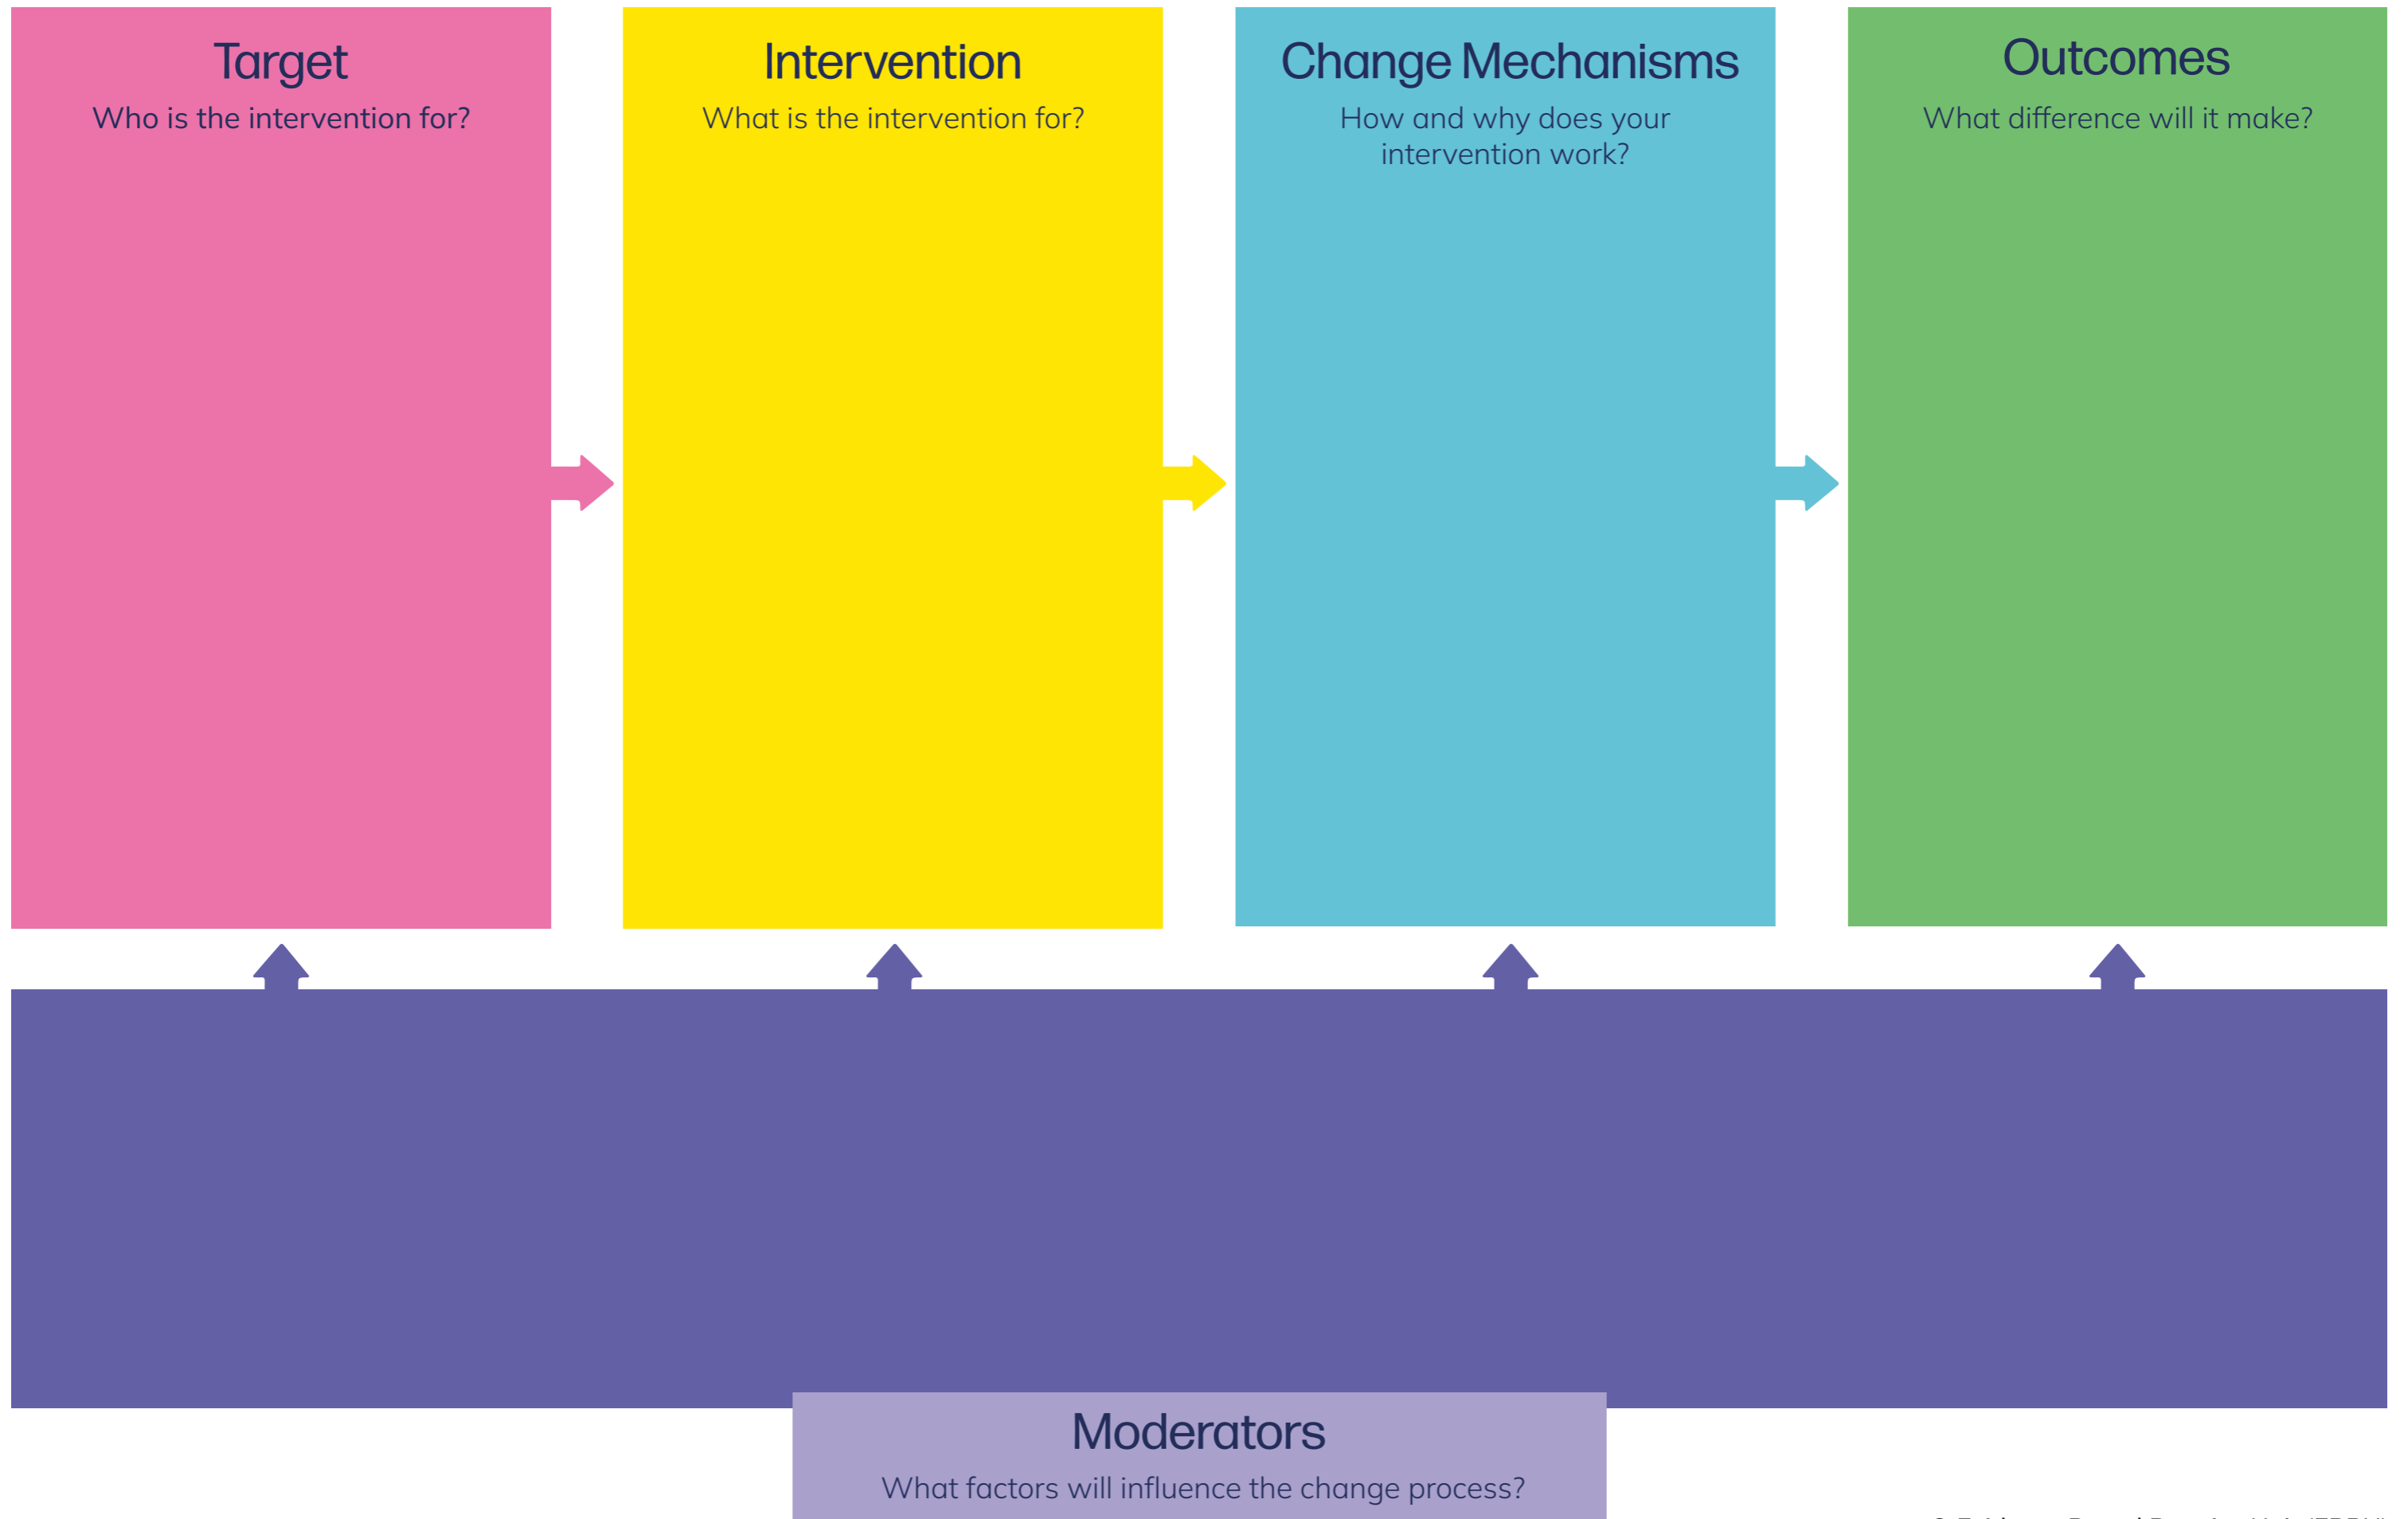 Target
Who is the intervention for?
Intervention
What is the intervention for?
Change Mechanisms
How and why does your
intervention work?
Outcomes
What difference will it make?
Moderators
What factors will influence the change process?